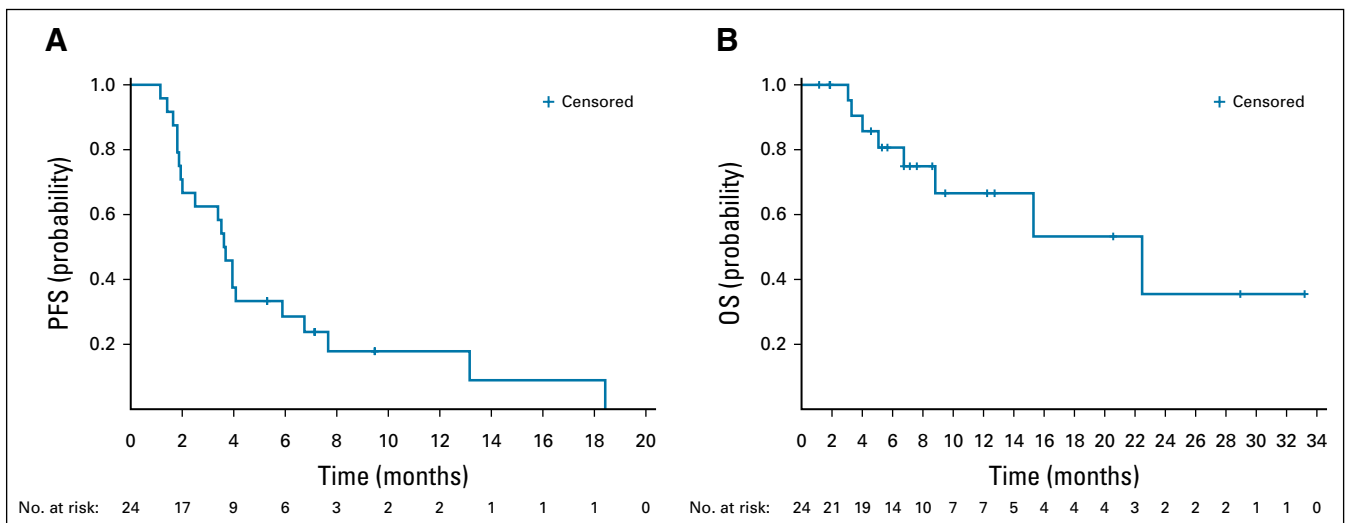 A
B
1.0
0.8
0.6
0.4
0.2
PFS (probability)
+ Censored
0 2 4 6 8 10 12 14 16 18 20
Time (months)
No. at risk: 24 17 9 6 3 2 2 1 1 1 0
1.0
0.8
0.6
0.4
0.2
OS (probability)
+ Censored
0 2 4 6 8 10 12 14 16 18 20 22 24 26 28 30 32 34
Time (months)
No. at risk: 24 21 19 14 10 7 7 5 4 4 4 3 2 2 2 1 1 0